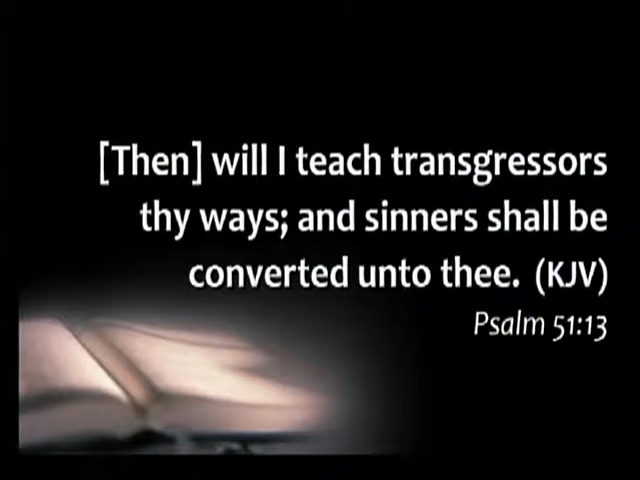 [Then] will I teach transgressors
thy ways; and sinners shall be
converted unto thee. (KJV)
Psalm 51:13